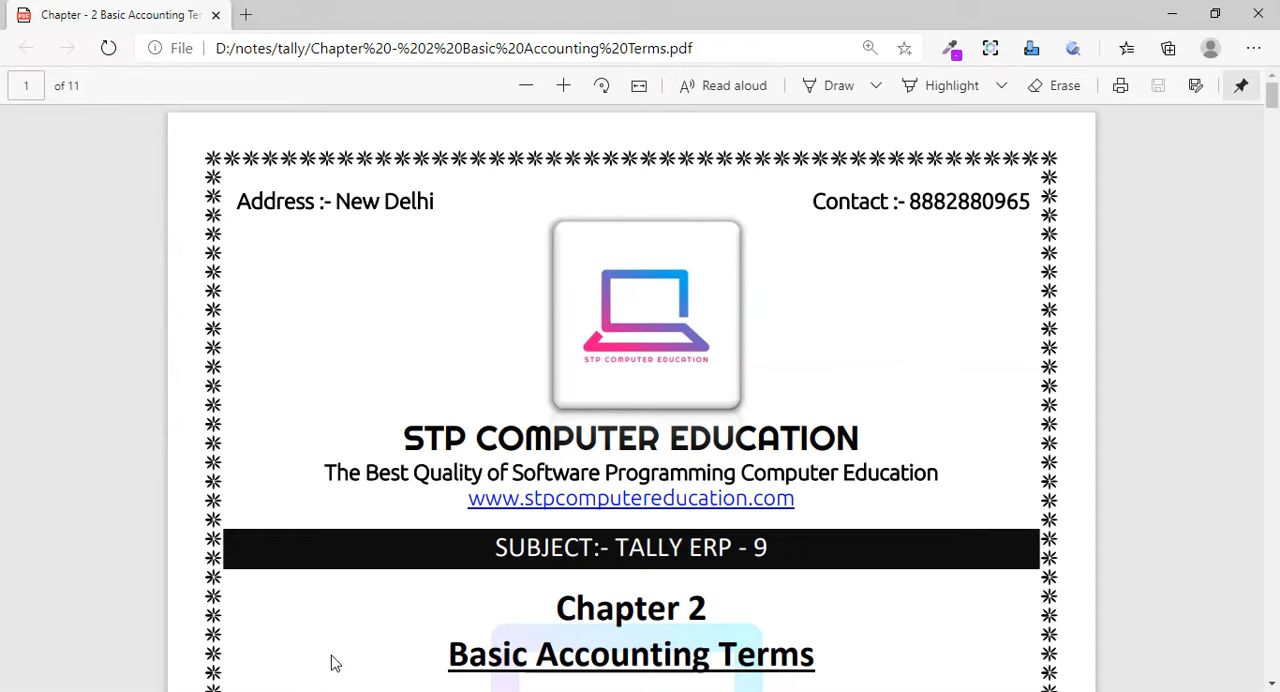 Chapter - 2 Basic Accounting Ter
File D:/notes/tally/Chapter%20-%202%20Basic%20Accounting%20Terms.pdf
1 of 11 Read aloud Draw Highlight Erase
Address :- New Delhi Contact :- 8882880965
STP COMPUTER EDUCATION
STP COMPUTER EDUCATION
The Best Quality of Software Programming Computer Education
www.stpcomputereducation.com
SUBJECT:- TALLY ERP - 9
Chapter 2
Basic Accounting Terms